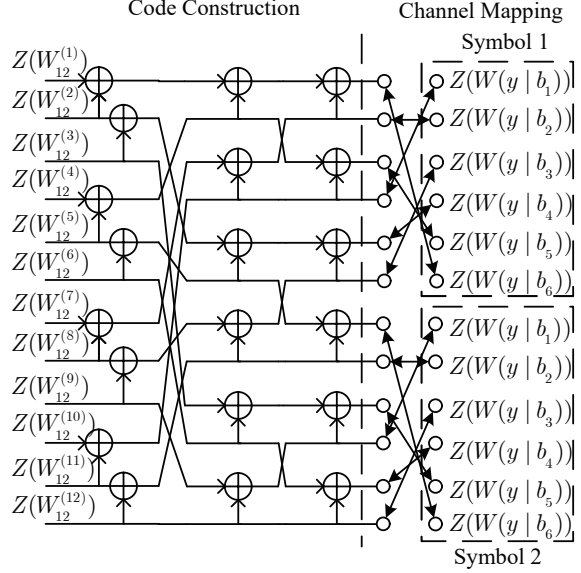 Code Construction
Channel Mapping
Symbol 1
Z(W_{12}^{(1)})
Z(W_{12}^{(2)})
Z(W_{12}^{(3)})
Z(W_{12}^{(4)})
Z(W_{12}^{(5)})
Z(W_{12}^{(6)})
Z(W_{12}^{(7)})
Z(W_{12}^{(8)})
Z(W_{12}^{(9)})
Z(W_{12}^{(10)})
Z(W_{12}^{(11)})
Z(W_{12}^{(12)})
Z(W(y | b_1))
Z(W(y | b_2))
Z(W(y | b_3))
Z(W(y | b_4))
Z(W(y | b_5))
Z(W(y | b_6))
Z(W(y | b_1))
Z(W(y | b_2))
Z(W(y | b_3))
Z(W(y | b_4))
Z(W(y | b_5))
Z(W(y | b_6))
Symbol 2